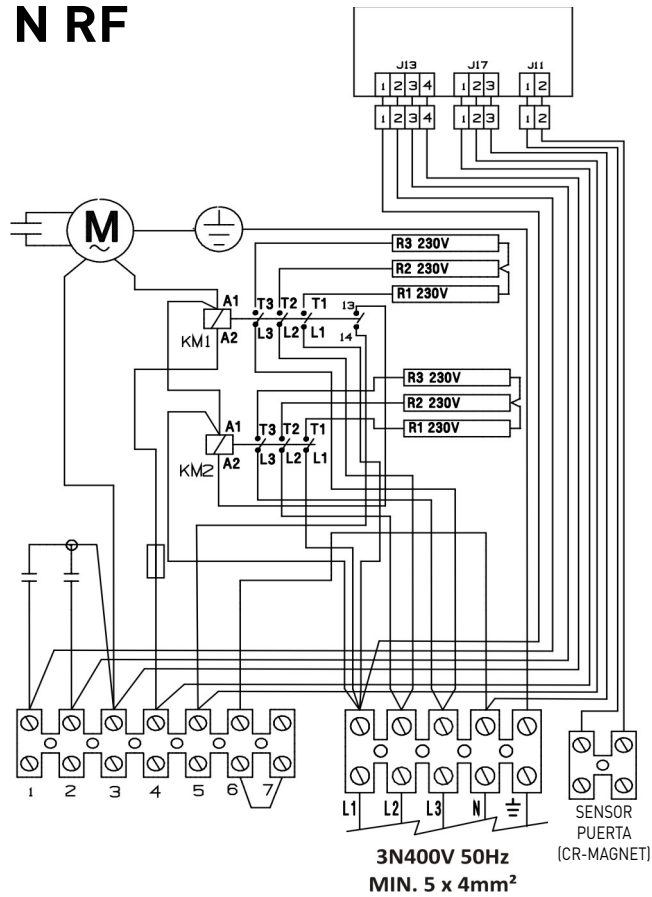 N RF
J13 J17 J11
1 2 3 4 1 2 3 1 2
1 2 3 4 1 2 3 1 2
M
~
R3 230V
R2 230V
R1 230V
A1 T3 T2 T1 13
KM1 A2 L3 L2 L1 14
R3 230V
R2 230V
R1 230V
A1 T3 T2 T1
KM2 A2 L3 L2 L1
1 2 3 4 5 6 7
L1 L2 L3 N
SENSOR
PUERTA
(CR-MAGNET)
3N400V 50Hz
MIN. 5 x 4mm²